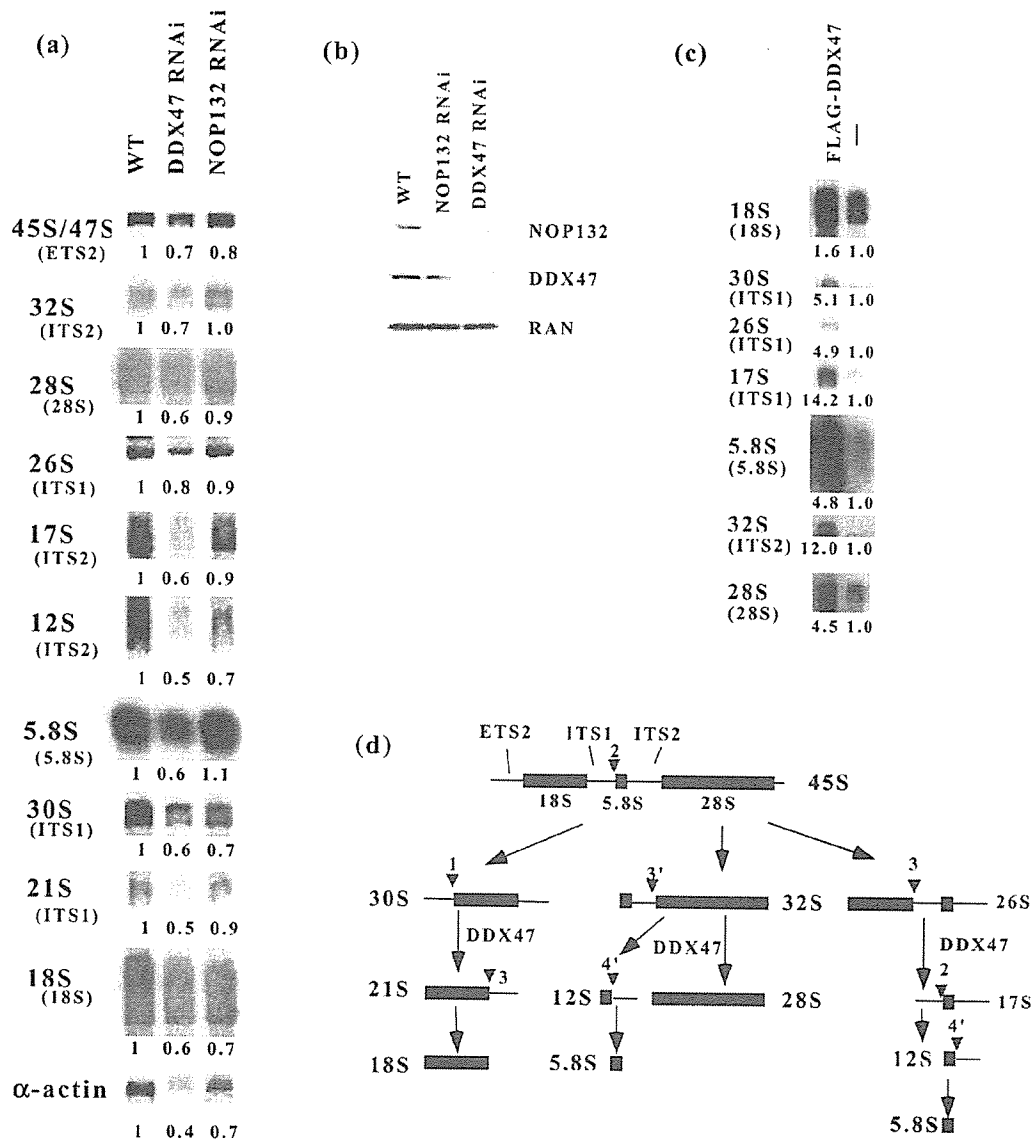 (a)
WT
DDX47 RNAi
NOP132 RNAi
45S/47S
(ETS2)
1 0.7 0.8
32S
(ITS2)
1 0.7 1.0
28S
(28S)
1 0.6 0.9
26S
(ITS1)
1 0.8 0.9
17S
(ITS2)
1 0.6 0.9
12S
(ITS2)
1 0.5 0.7
5.8S
(5.8S)
1 0.6 1.1
30S
(ITS1)
1 0.6 0.7
21S
(ITS1)
1 0.5 0.9
18S
(18S)
1 0.6 0.7
α-actin
1 0.4 0.7
(b)
WT
NOP132 RNAi
DDX47 RNAi
NOP132
DDX47
RAN
(c)
FLAG-DDX47
—
18S
(18S)
1.6 1.0
30S
(ITS1)
5.1 1.0
26S
(ITS1)
4.9 1.0
17S
(ITS1)
14.2 1.0
5.8S
(5.8S)
4.8 1.0
32S
(ITS2)
12.0 1.0
28S
(28S)
4.5 1.0
(d)
ETS2 ITS1 ITS2
2
45S
18S 5.8S 28S
1 3' 3
30S 32S 26S
DDX47 DDX47 DDX47
3 4' 2
21S 12S 28S 17S
4'
18S 5.8S 12S
5.8S